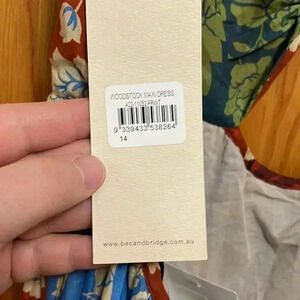 WOODSTOCK MAXI DRESS
9 339433 538264
14
www.becandbridge.com.au